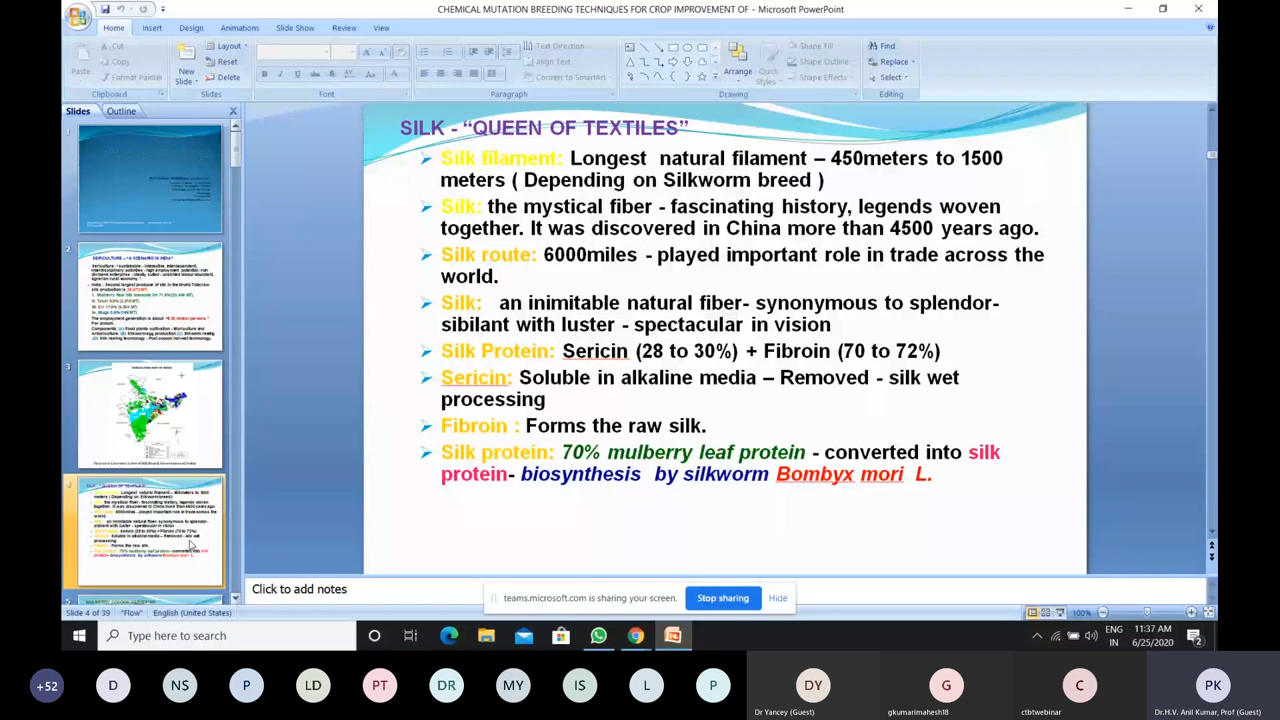 CHEMICAL MUTATION BREEDING TECHNIQUES FOR CROP IMPROVEMENT OF - Microsoft PowerPoint
Home Insert Design Animations Slide Show Review View
Cut
Copy
Format Painter
Paste
Clipboard
New
Slide
Layout
Reset
Delete
Slides
Font
Text Direction
Align Text
Convert to SmartArt
Paragraph
Arrange
Quick
Styles
Shape Fill
Shape Outline
Shape Effects
Drawing
Find
Replace
Select
Editing
Slides Outline
1
2
3
SILK - “QUEEN OF TEXTILES”
Silk filament: Longest natural filament – 450meters to 1500
meters ( Depending on Silkworm breed )
Silk: the mystical fiber - fascinating history, legends woven
together. It was discovered in China more than 4500 years ago.
Silk route: 6000miles - played important role in trade across the
world.
Silk: an inimitable natural fiber- synonymous to splendor-
sibilant with luster - spectacular in vision
Silk Protein: Sericin (28 to 30%) + Fibroin (70 to 72%)
Sericin: Soluble in alkaline media – Removed - silk wet
processing
Fibroin : Forms the raw silk.
Silk protein: 70% mulberry leaf protein - converted into silk
protein- biosynthesis by silkworm Bombyx mori L.
Click to add notes
teams.microsoft.com is sharing your screen. Stop sharing Hide
Slide 4 of 39 "Flow" English (United States) 100%
Type here to search
ENG
IN
11:37 AM
6/25/2020
2
+52 D NS P LD PT DR MY IS L P DY G C PK
Dr Yancey (Guest) gkumarimahesh18 ctbtwebinar Dr.H.V. Anil Kumar, Prof (Guest)